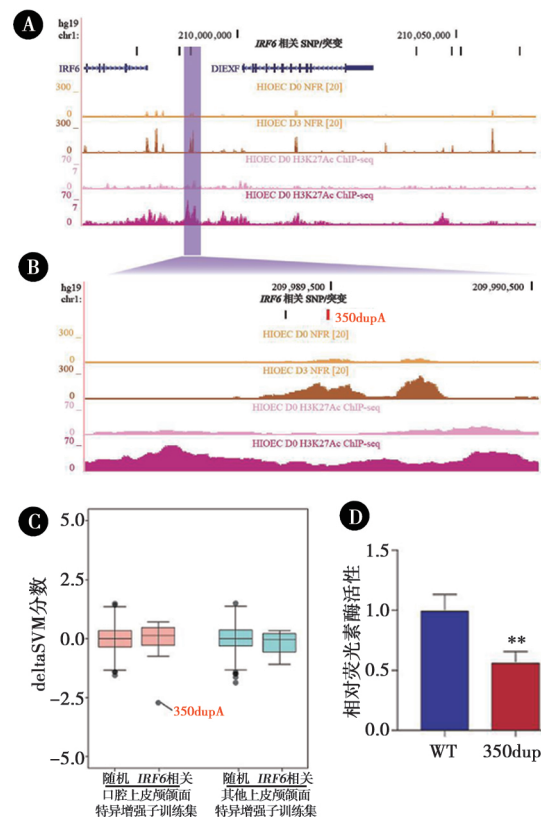 A
hg19
chr1:
210,000,000
210,050,000
IRF6 相关 SNP/突变
IRF6
DIEXF
300
HIOEC D0 NFR [20]
0
300
HIOEC D3 NFR [20]
0
70
HIOEC D0 H3K27Ac ChIP-seq
7
0
70
HIOEC D0 H3K27Ac ChIP-seq
7
0
B
hg19
chr1:
209,989,500
209,990,500
IRF6 相关 SNP/突变
350dupA
300
HIOEC D0 NFR [20]
0
300
HIOEC D3 NFR [20]
0
70
HIOEC D0 H3K27Ac ChIP-seq
0
70
HIOEC D0 H3K27Ac ChIP-seq
0
C
deltaSVM分数
5.0
2.5
0.0
-2.5
-5.0
350dupA
随机 IRF6相关
口腔上皮颅颌面
特异增强子训练集
随机 IRF6相关
其他上皮颅颌面
特异增强子训练集
D
相对荧光素酶活性
1.5
1.0
0.5
0.0
**
WT
350dup